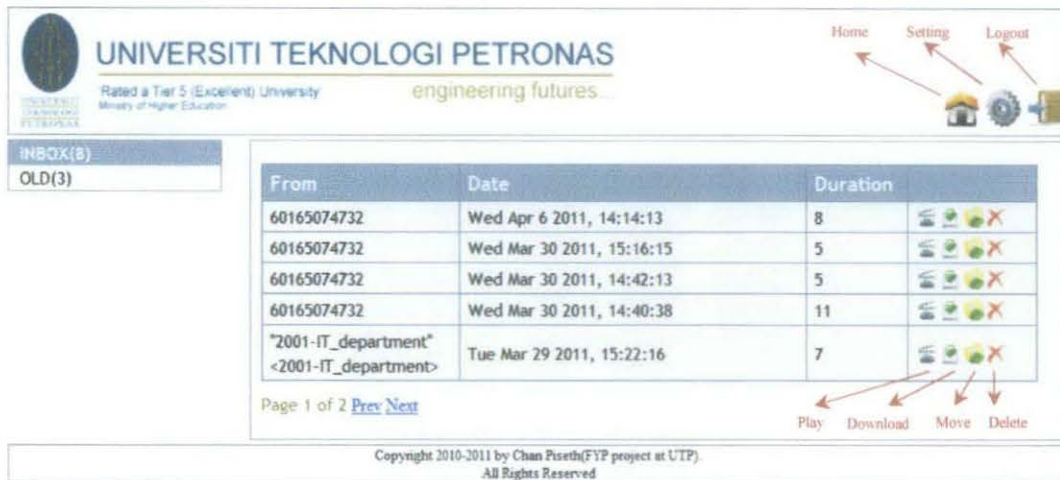 Home Setting Logout
UNIVERSITI TEKNOLOGI PETRONAS
Rated a Tier 5 (Excellent) University engineering futures...
Ministry of Higher Education
UNIVERSITI
TEKNOLOGI
PETRONAS
INBOX(8)
OLD(3)
From Date Duration
60165074732 Wed Apr 6 2011, 14:14:13 8
60165074732 Wed Mar 30 2011, 15:16:15 5
60165074732 Wed Mar 30 2011, 14:42:13 5
60165074732 Wed Mar 30 2011, 14:40:38 11
"2001-IT_department"
<2001-IT_department> Tue Mar 29 2011, 15:22:16 7
Page 1 of 2 Prev Next
Play Download Move Delete
Copyright 2010-2011 by Chan Piseth(FYP project at UTP).
All Rights Reserved